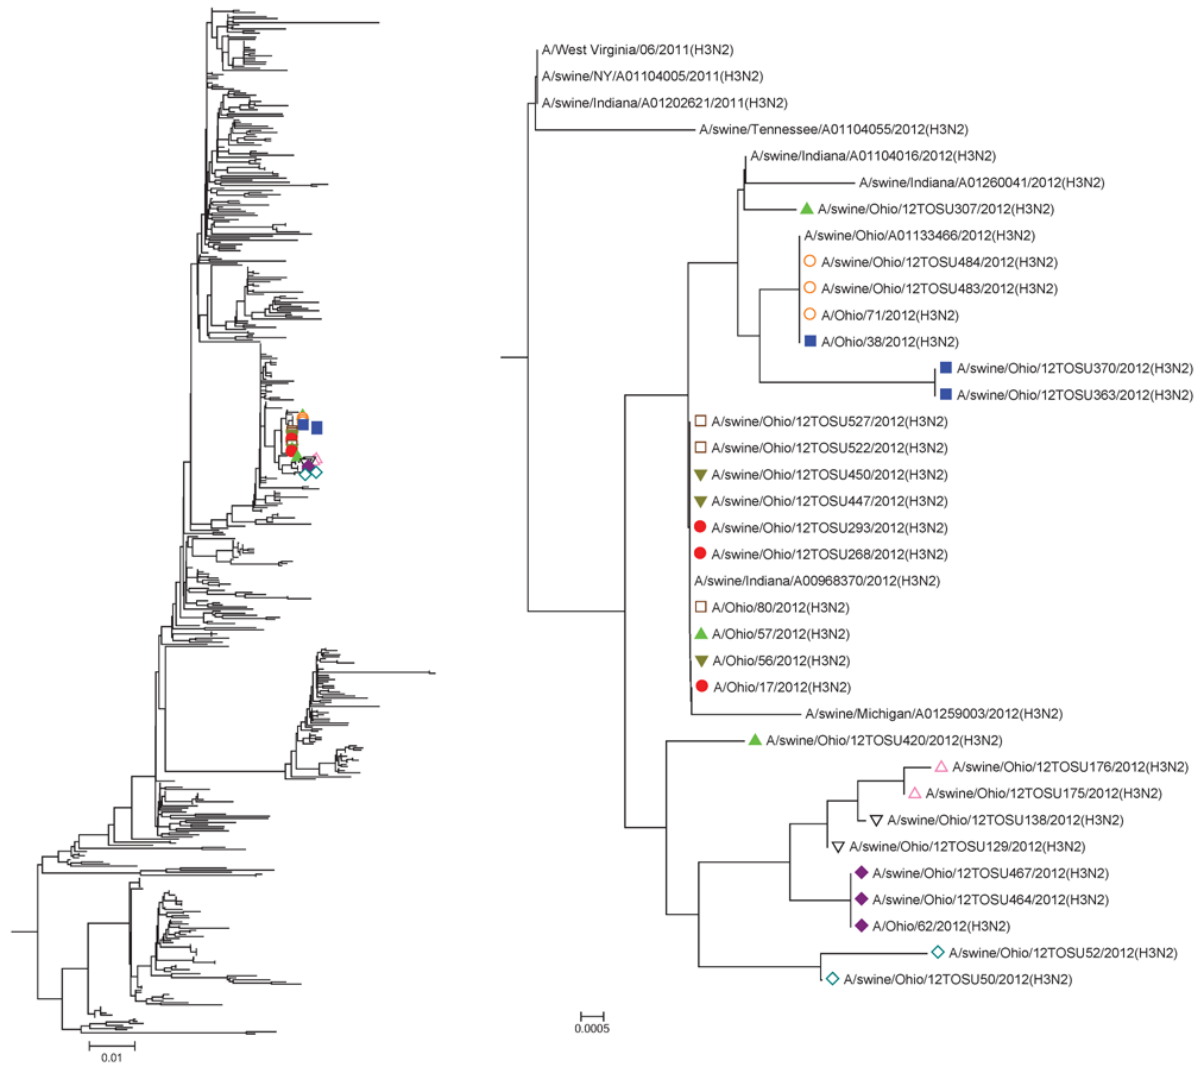 A/West Virginia/06/2011(H3N2)
A/swine/NY/A01104005/2011(H3N2)
A/swine/Indiana/A01202621/2011(H3N2)
A/swine/Tennessee/A01104055/2012(H3N2)
A/swine/Indiana/A01104016/2012(H3N2)
A/swine/Indiana/A01260041/2012(H3N2)
A/swine/Ohio/12TOSU307/2012(H3N2)
A/swine/Ohio/A01133466/2012(H3N2)
A/swine/Ohio/12TOSU484/2012(H3N2)
A/swine/Ohio/12TOSU483/2012(H3N2)
A/Ohio/71/2012(H3N2)
A/Ohio/38/2012(H3N2)
A/swine/Ohio/12TOSU370/2012(H3N2)
A/swine/Ohio/12TOSU363/2012(H3N2)
A/swine/Ohio/12TOSU527/2012(H3N2)
A/swine/Ohio/12TOSU522/2012(H3N2)
A/swine/Ohio/12TOSU450/2012(H3N2)
A/swine/Ohio/12TOSU447/2012(H3N2)
A/swine/Ohio/12TOSU293/2012(H3N2)
A/swine/Ohio/12TOSU268/2012(H3N2)
A/swine/Indiana/A00968370/2012(H3N2)
A/Ohio/80/2012(H3N2)
A/Ohio/57/2012(H3N2)
A/Ohio/56/2012(H3N2)
A/Ohio/17/2012(H3N2)
A/swine/Michigan/A01259003/2012(H3N2)
A/swine/Ohio/12TOSU420/2012(H3N2)
A/swine/Ohio/12TOSU176/2012(H3N2)
A/swine/Ohio/12TOSU175/2012(H3N2)
A/swine/Ohio/12TOSU138/2012(H3N2)
A/swine/Ohio/12TOSU129/2012(H3N2)
A/swine/Ohio/12TOSU467/2012(H3N2)
A/swine/Ohio/12TOSU464/2012(H3N2)
A/Ohio/62/2012(H3N2)
A/swine/Ohio/12TOSU52/2012(H3N2)
A/swine/Ohio/12TOSU50/2012(H3N2)
0.0005
0.01